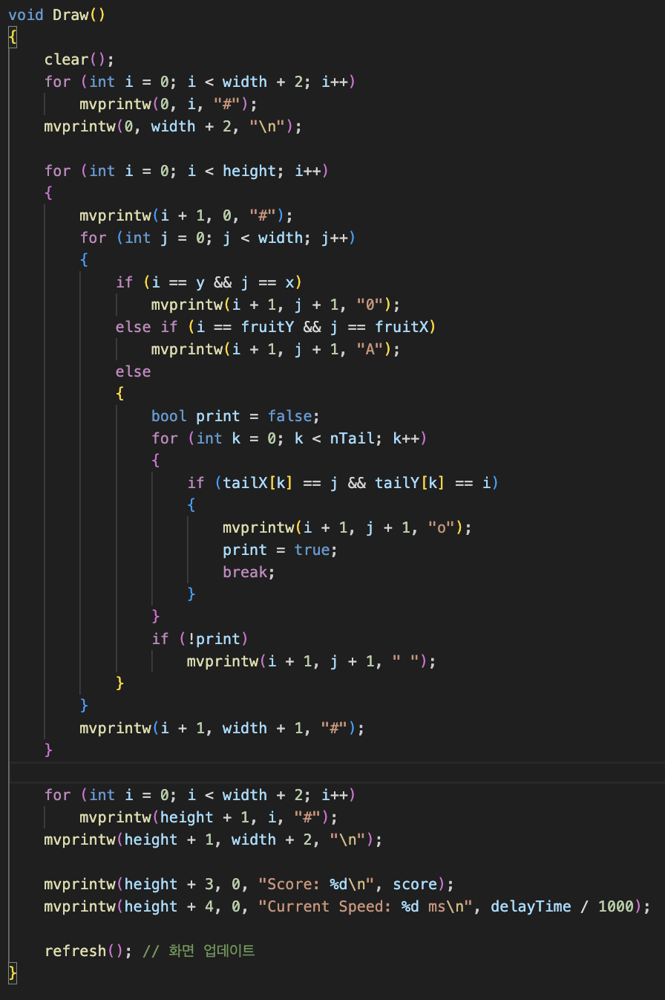 void Draw()
{
    clear();
    for (int i = 0; i < width + 2; i++)
        mvprintw(0, i, "#");
    mvprintw(0, width + 2, "\n");

    for (int i = 0; i < height; i++)
    {
        mvprintw(i + 1, 0, "#");
        for (int j = 0; j < width; j++)
        {
            if (i == y && j == x)
                mvprintw(i + 1, j + 1, "0");
            else if (i == fruitY && j == fruitX)
                mvprintw(i + 1, j + 1, "A");
            else
            {
                bool print = false;
                for (int k = 0; k < nTail; k++)
                {
                    if (tailX[k] == j && tailY[k] == i)
                    {
                        mvprintw(i + 1, j + 1, "o");
                        print = true;
                        break;
                    }
                }
                if (!print)
                    mvprintw(i + 1, j + 1, " ");
            }
        }
        mvprintw(i + 1, width + 1, "#");
    }

    for (int i = 0; i < width + 2; i++)
        mvprintw(height + 1, i, "#");
    mvprintw(height + 1, width + 2, "\n");

    mvprintw(height + 3, 0, "Score: %d\n", score);
    mvprintw(height + 4, 0, "Current Speed: %d ms\n", delayTime / 1000);

    refresh(); // 화면 업데이트
}